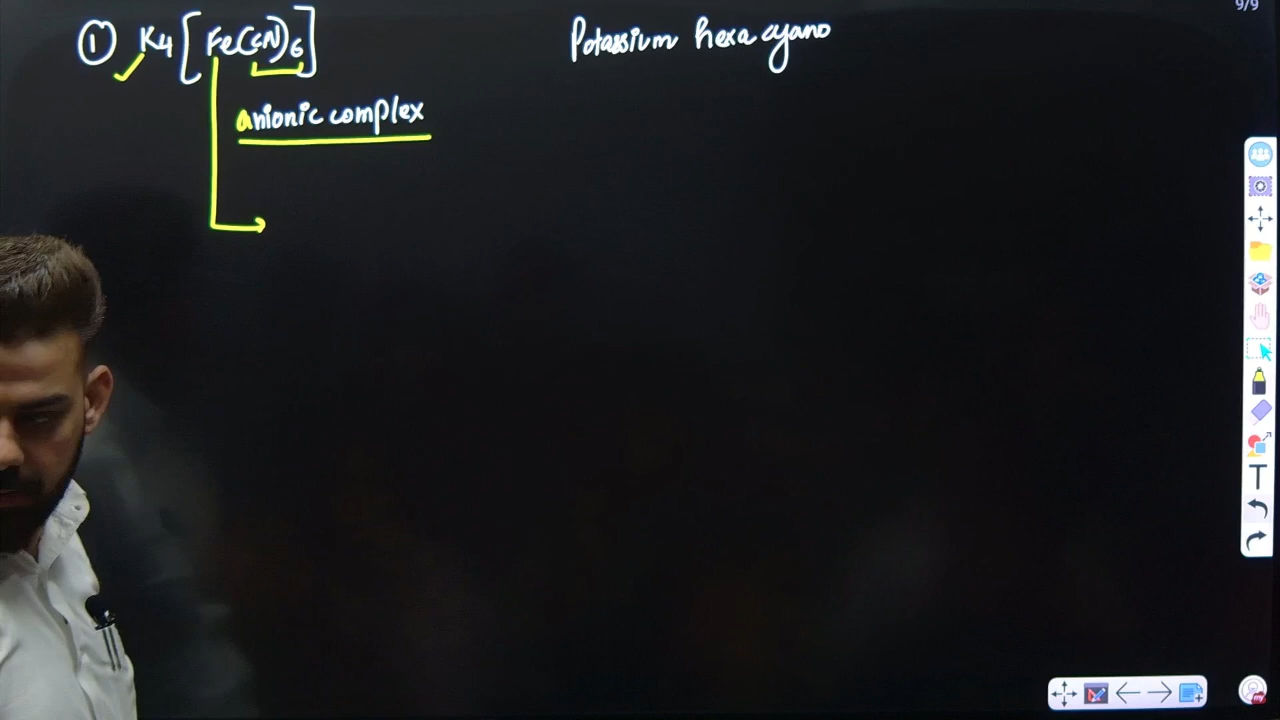 ① K4[Fe(CN)6] Potassium hexa cyano
anionic complex
9/9
T